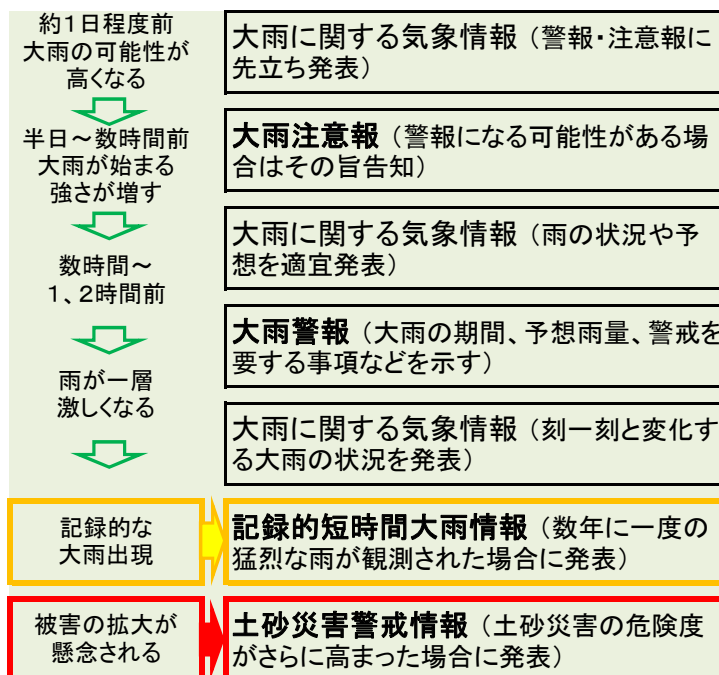 約１日程度前
大雨の可能性が
高くなる
大雨に関する気象情報（警報・注意報に
先立ち発表）
半日～数時間前
大雨が始まる
強さが増す
大雨注意報（警報になる可能性がある場
合はその旨告知）
大雨に関する気象情報（雨の状況や予
想を適宜発表）
数時間～
１、２時間前
大雨警報（大雨の期間、予想雨量、警戒を
要する事項などを示す）
雨が一層
激しくなる
大雨に関する気象情報（刻一刻と変化す
る大雨の状況を発表）
記録的な
大雨出現
記録的短時間大雨情報（数年に一度の
猛烈な雨が観測された場合に発表）
被害の拡大が
懸念される
土砂災害警戒情報（土砂災害の危険度
がさらに高まった場合に発表）